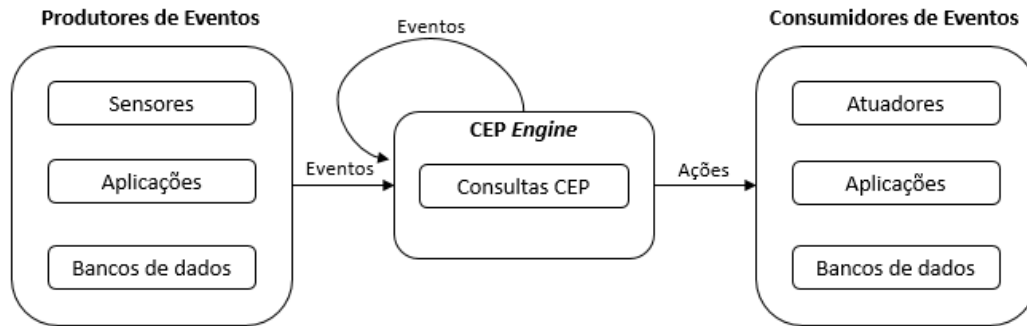 Produtores de Eventos
Sensores
Aplicações
Bancos de dados
Eventos
Eventos
CEP Engine
Consultas CEP
Ações
Consumidores de Eventos
Atuadores
Aplicações
Bancos de dados